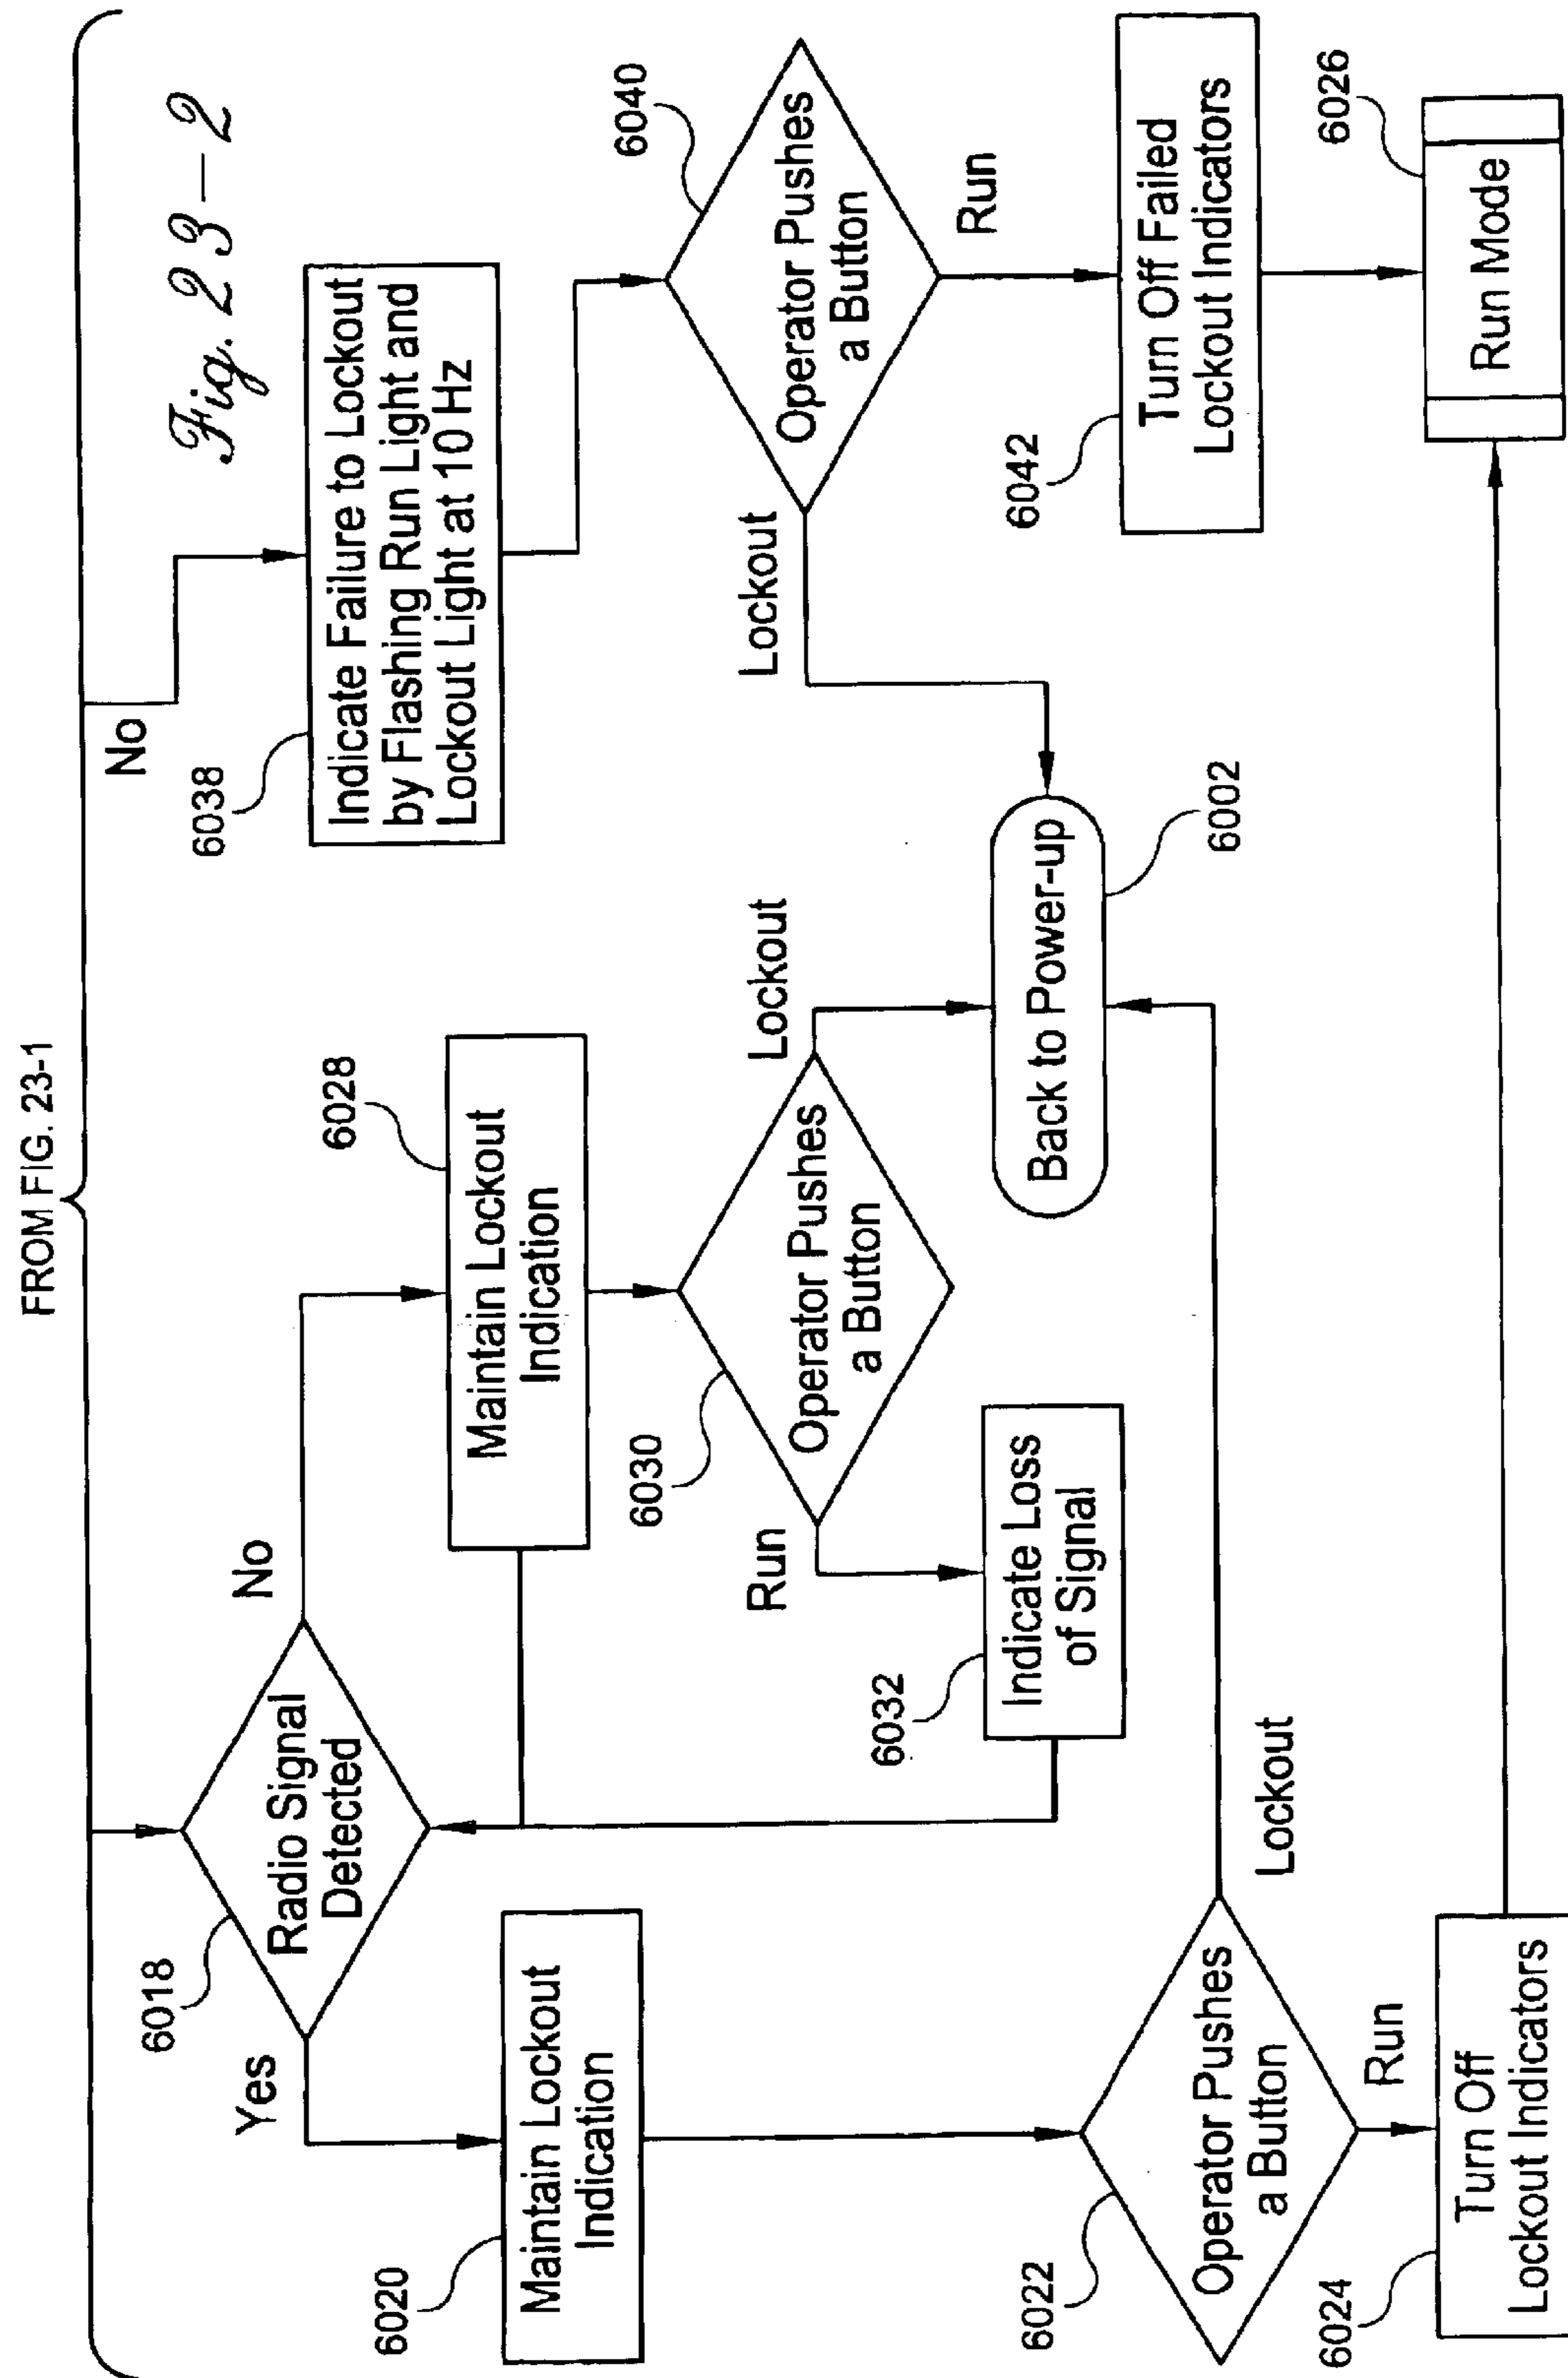 FROM FIG. 23-1
Fig. 23-2
6018
Radio Signal
Detected
Yes
No
No
6020
Maintain Lockout
Indication
6028
Maintain Lockout
Indication
6038
Indicate Failure to Lockout
by Flashing Run Light and
Lockout Light at 10 Hz
6030
Operator Pushes
a Button
Run
Lockout
6040
Operator Pushes
a Button
Lockout
Run
6032
Indicate Loss
of Signal
Back to Power-up
6002
6042
Turn Off Failed
Lockout Indicators
6022
Operator Pushes
a Button
Lockout
Run
6024
Turn Off
Lockout Indicators
6026
Run Mode